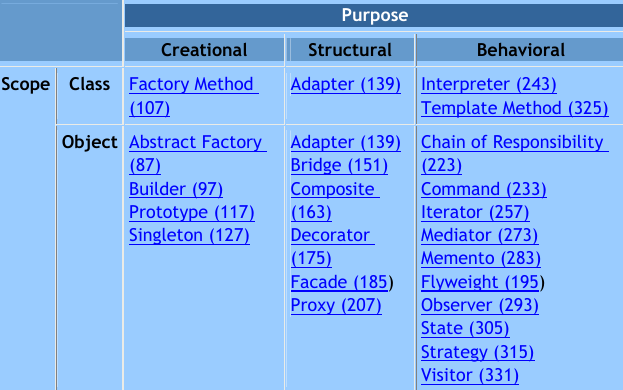 Purpose
Creational Structural Behavioral
Scope Class Factory Method
(107)
Adapter (139)
Interpreter (243)
Template Method (325)
Object Abstract Factory
(87)
Builder (97)
Prototype (117)
Singleton (127)
Adapter (139)
Bridge (151)
Composite
(163)
Decorator
(175)
Facade (185)
Proxy (207)
Chain of Responsibility
(223)
Command (233)
Iterator (257)
Mediator (273)
Memento (283)
Flyweight (195)
Observer (293)
State (305)
Strategy (315)
Visitor (331)